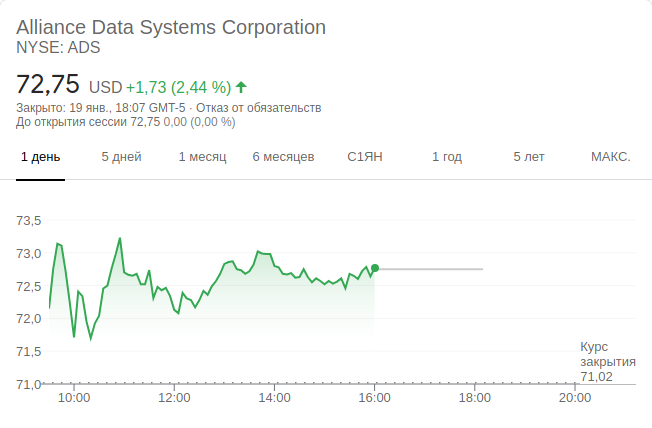 Alliance Data Systems Corporation
NYSE: ADS
72,75 USD +1,73 (2,44 %)
Закрыто: 19 янв., 18:07 GMT-5 · Отказ от обязательств
До открытия сессии 72,75 0,00 (0,00 %)
1 день 5 дней 1 месяц 6 месяцев С1ЯН 1 год 5 лет МАКС.
73,5
73,0
72,5
72,0
71,5
71,0
Курс
закрытия
71,02
10:00 12:00 14:00 16:00 18:00 20:00